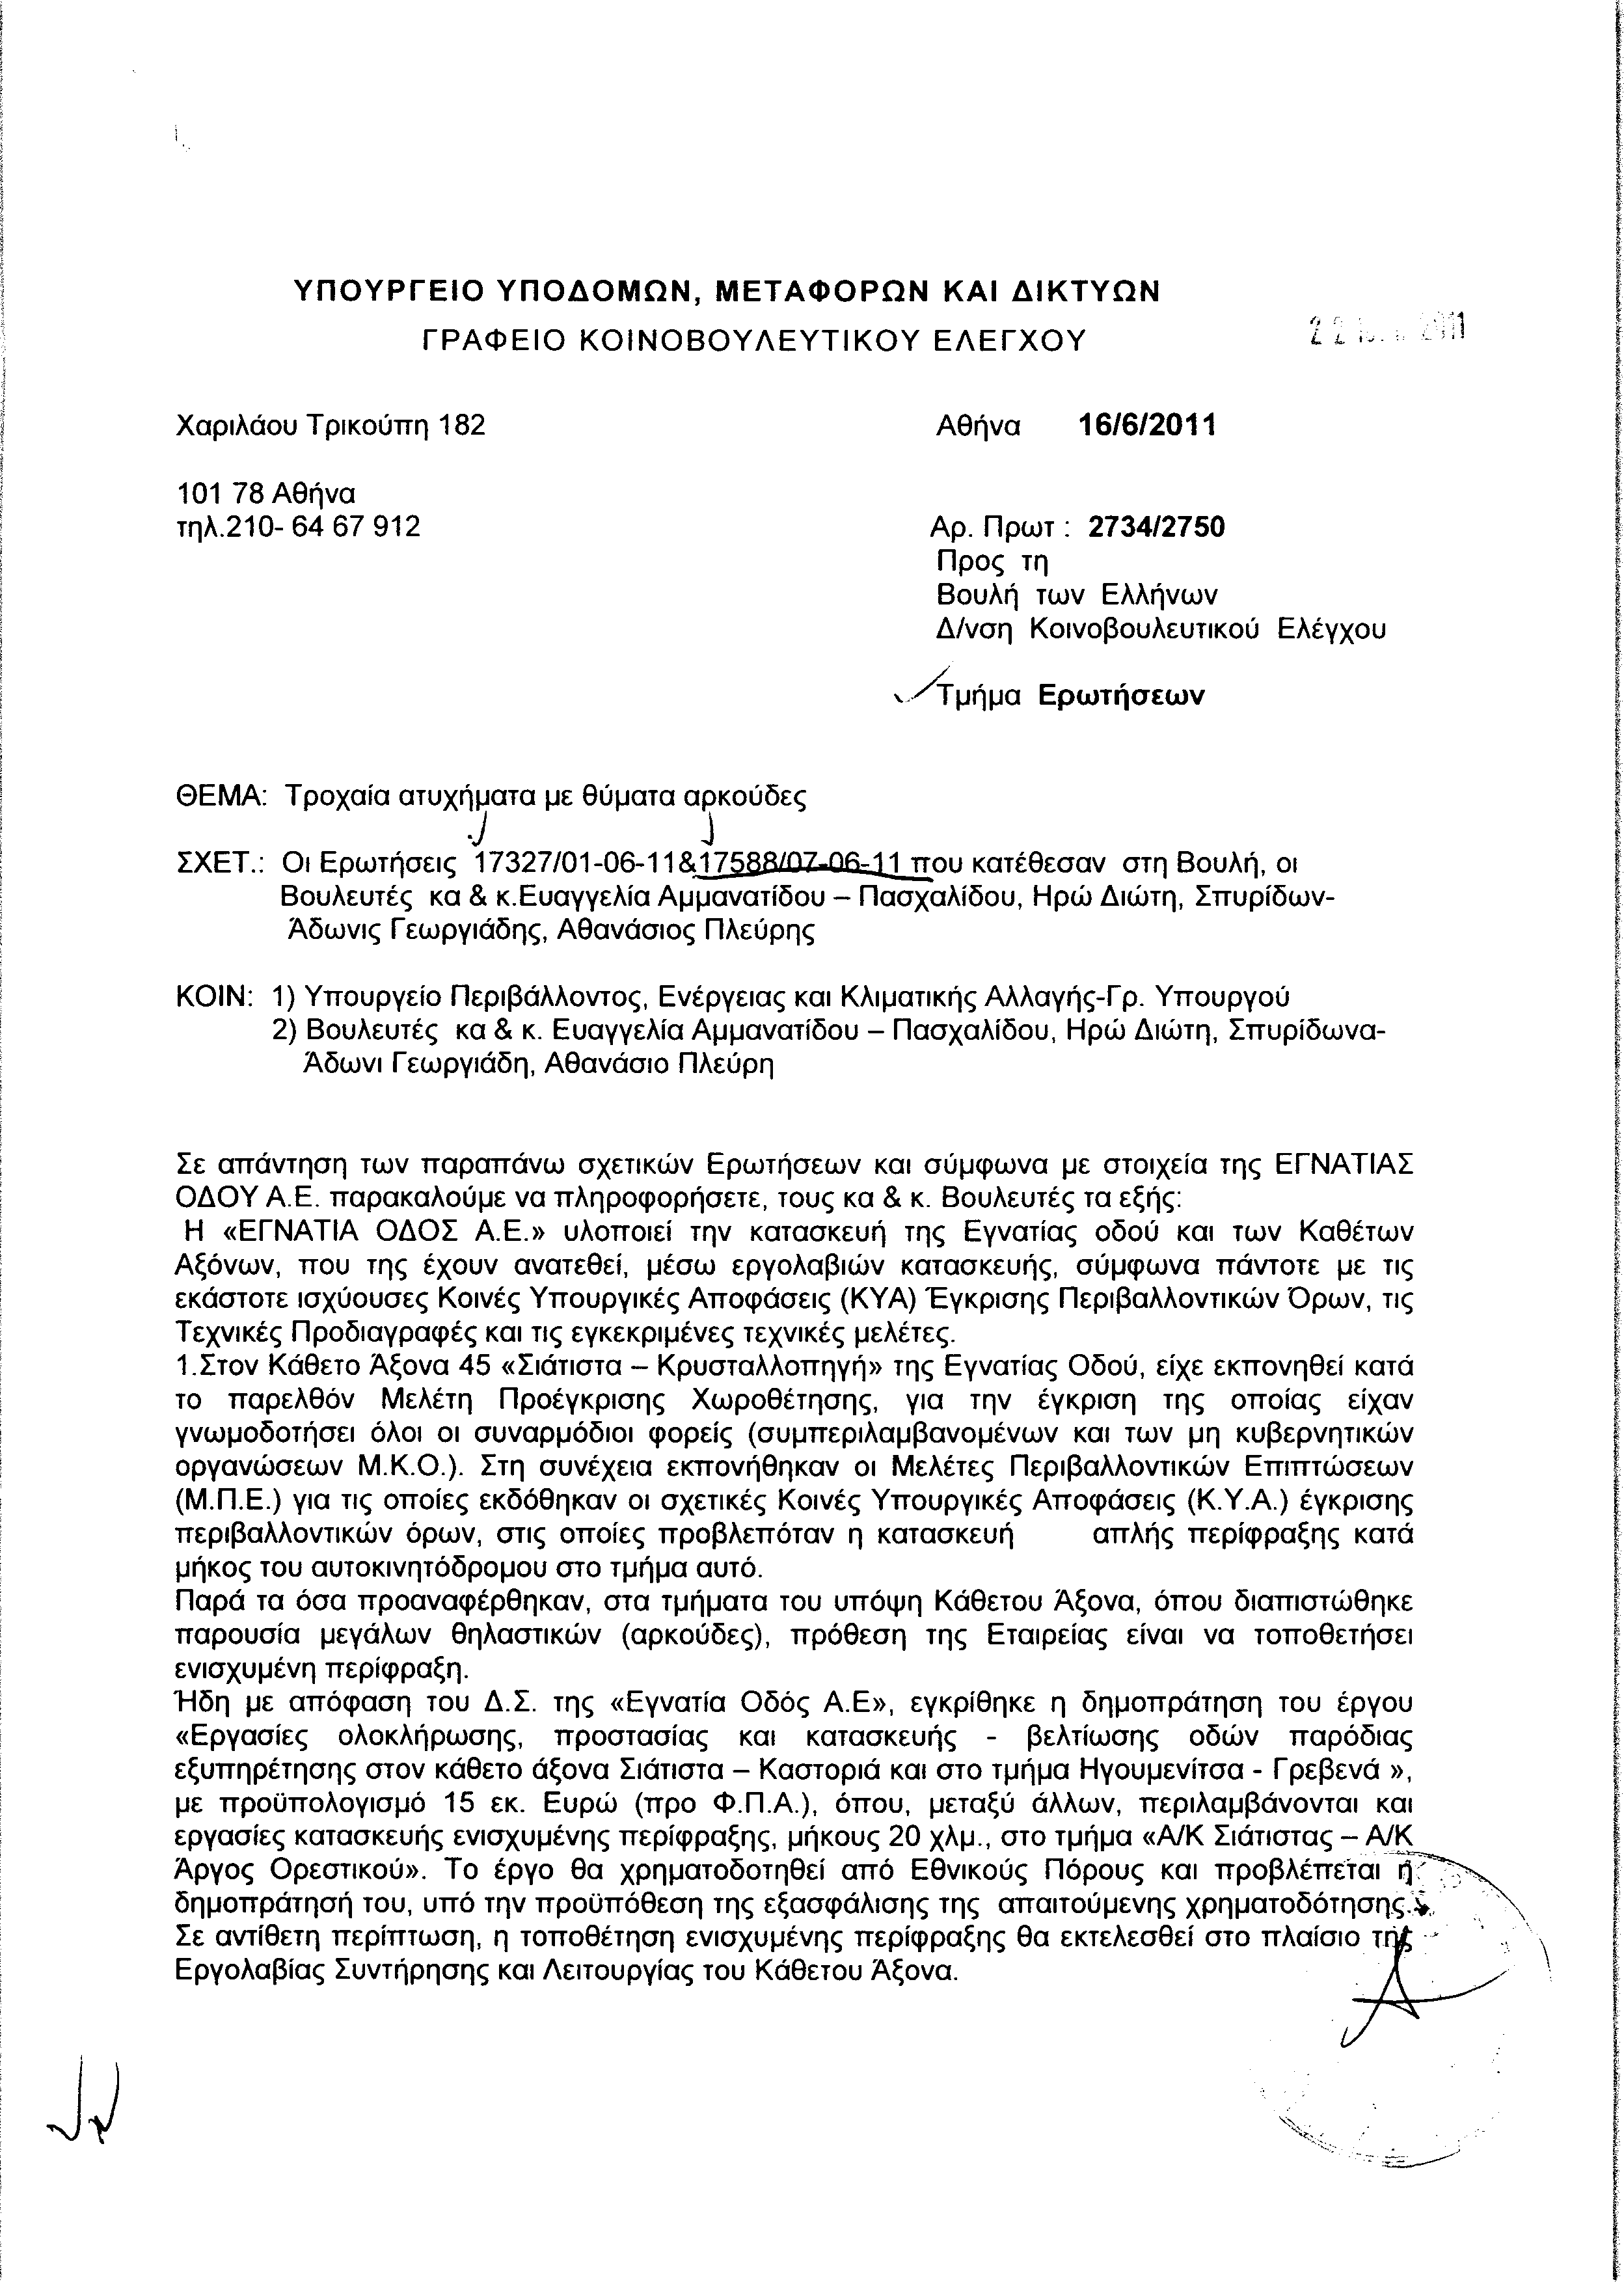 ΥΠΟΥΡΓΕΙΟ ΥΠΟΔΟΜΩΝ, ΜΕΤΑΦΟΡΩΝ ΚΑΙ ΔΙΚΤΥΩΝ
ΓΡΑΦΕΙΟ ΚΟΙΝΟΒΟΥΛΕΥΤΙΚΟΥ ΕΛΕΓΧΟΥ
Χαριλάου Τρικούπη 182 Αθήνα 16/6/2011
101 78 Αθήνα
τηλ.210- 64 67 912 Αρ. Πρωτ : 2734/2750
Προς τη
Βουλή των Ελλήνων
Δ/νση Κοινοβουλευτικού Ελέγχου
Τμήμα Ερωτήσεων
ΘΕΜΑ: Τροχαία ατυχήματα με θύματα αρκούδες
ΣΧΕΤ.: Οι Ερωτήσεις 17327/01-06-11&17588/07-06-11 που κατέθεσαν στη Βουλή, οι
Βουλευτές κα & κ.Ευαγγελία Αμμανατίδου – Πασχαλίδου, Ηρώ Διώτη, Σπυρίδων-
Άδωνις Γεωργιάδης, Αθανάσιος Πλεύρης
ΚΟΙΝ: 1) Υπουργείο Περιβάλλοντος, Ενέργειας και Κλιματικής Αλλαγής-Γρ. Υπουργού
2) Βουλευτές κα & κ. Ευαγγελία Αμμανατίδου – Πασχαλίδου, Ηρώ Διώτη, Σπυρίδωνα-
Άδωνι Γεωργιάδη, Αθανάσιο Πλεύρη
Σε απάντηση των παραπάνω σχετικών Ερωτήσεων και σύμφωνα με στοιχεία της ΕΓΝΑΤΙΑΣ
ΟΔΟΥ Α.Ε. παρακαλούμε να πληροφορήσετε, τους κα & κ. Βουλευτές τα εξής:
Η «ΕΓΝΑΤΙΑ ΟΔΟΣ Α.Ε.» υλοποιεί την κατασκευή της Εγνατίας οδού και των Καθέτων
Αξόνων, που της έχουν ανατεθεί, μέσω εργολαβιών κατασκευής, σύμφωνα πάντοτε με τις
εκάστοτε ισχύουσες Κοινές Υπουργικές Αποφάσεις (ΚΥΑ) Έγκρισης Περιβαλλοντικών Όρων, τις
Τεχνικές Προδιαγραφές και τις εγκεκριμένες τεχνικές μελέτες.
1.Στον Κάθετο Άξονα 45 «Σιάτιστα – Κρυσταλλοπηγή» της Εγνατίας Οδού, είχε εκπονηθεί κατά
το παρελθόν Μελέτη Προέγκρισης Χωροθέτησης, για την έγκριση της οποίας είχαν
γνωμοδοτήσει όλοι οι συναρμόδιοι φορείς (συμπεριλαμβανομένων και των μη κυβερνητικών
οργανώσεων Μ.Κ.Ο.). Στη συνέχεια εκπονήθηκαν οι Μελέτες Περιβαλλοντικών Επιπτώσεων
(Μ.Π.Ε.) για τις οποίες εκδόθηκαν οι σχετικές Κοινές Υπουργικές Αποφάσεις (Κ.Υ.Α.) έγκρισης
περιβαλλοντικών όρων, στις οποίες προβλεπόταν η κατασκευή απλής περίφραξης κατά
μήκος του αυτοκινητόδρομου στο τμήμα αυτό.
Παρά τα όσα προαναφέρθηκαν, στα τμήματα του υπόψη Κάθετου Άξονα, όπου διαπιστώθηκε
παρουσία μεγάλων θηλαστικών (αρκούδες), πρόθεση της Εταιρείας είναι να τοποθετήσει
ενισχυμένη περίφραξη.
Ήδη με απόφαση του Δ.Σ. της «Εγνατία Οδός Α.Ε», εγκρίθηκε η δημοπράτηση του έργου
«Εργασίες ολοκλήρωσης, προστασίας και κατασκευής - βελτίωσης οδών παρόδιας
εξυπηρέτησης στον κάθετο άξονα Σιάτιστα – Καστοριά και στο τμήμα Ηγουμενίτσα - Γρεβενά »,
με προϋπολογισμό 15 εκ. Ευρώ (προ Φ.Π.Α.), όπου, μεταξύ άλλων, περιλαμβάνονται και
εργασίες κατασκευής ενισχυμένης περίφραξης, μήκους 20 χλμ., στο τμήμα «Α/Κ Σιάτιστας – Α/Κ
Άργος Ορεστικού». Το έργο θα χρηματοδοτηθεί από Εθνικούς Πόρους και προβλέπεται η
δημοπράτησή του, υπό την προϋπόθεση της εξασφάλισης της απαιτούμενης χρηματοδότησης.
Σε αντίθετη περίπτωση, η τοποθέτηση ενισχυμένης περίφραξης θα εκτελεσθεί στο πλαίσιο της
Εργολαβίας Συντήρησης και Λειτουργίας του Κάθετου Άξονα.